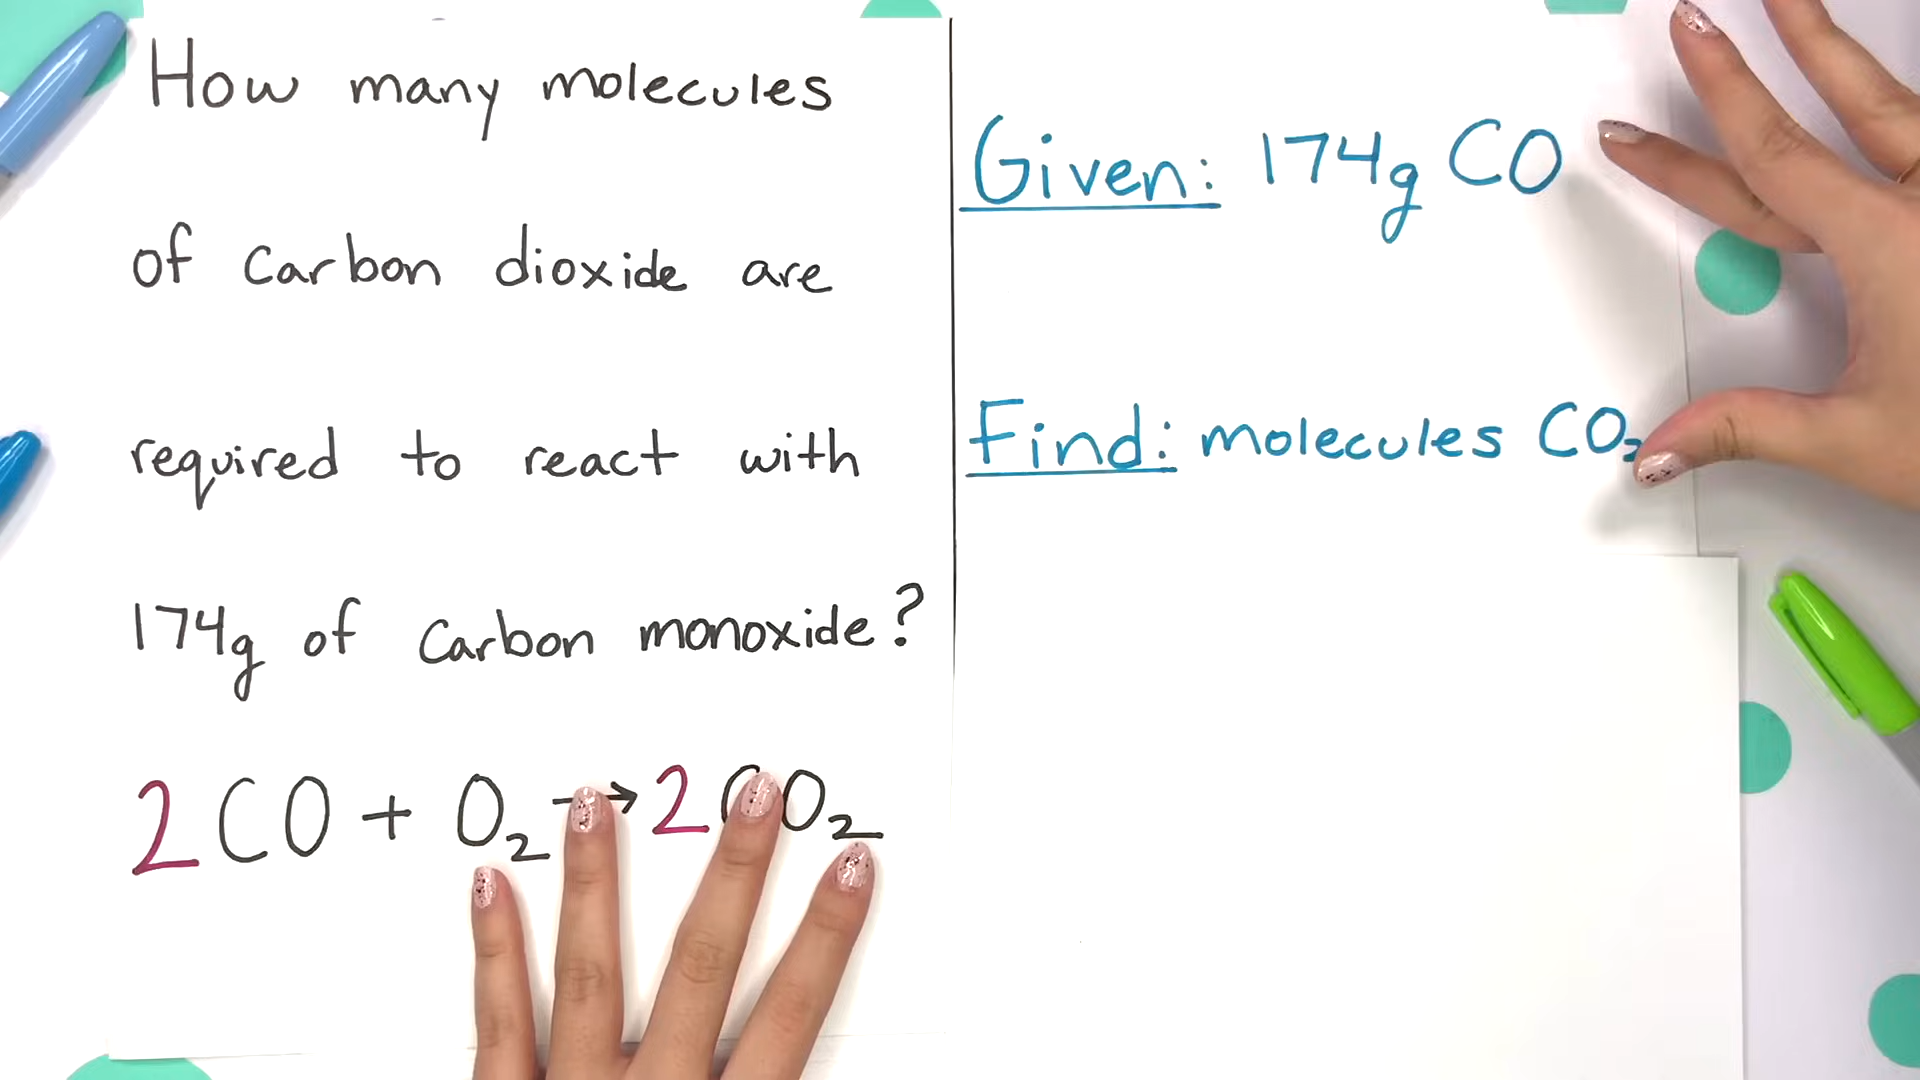 How many molecules
of carbon dioxide are
required to react with
174g of carbon monoxide?
2CO + O₂ → 2CO₂
Given: 174g CO
Find: molecules CO₂